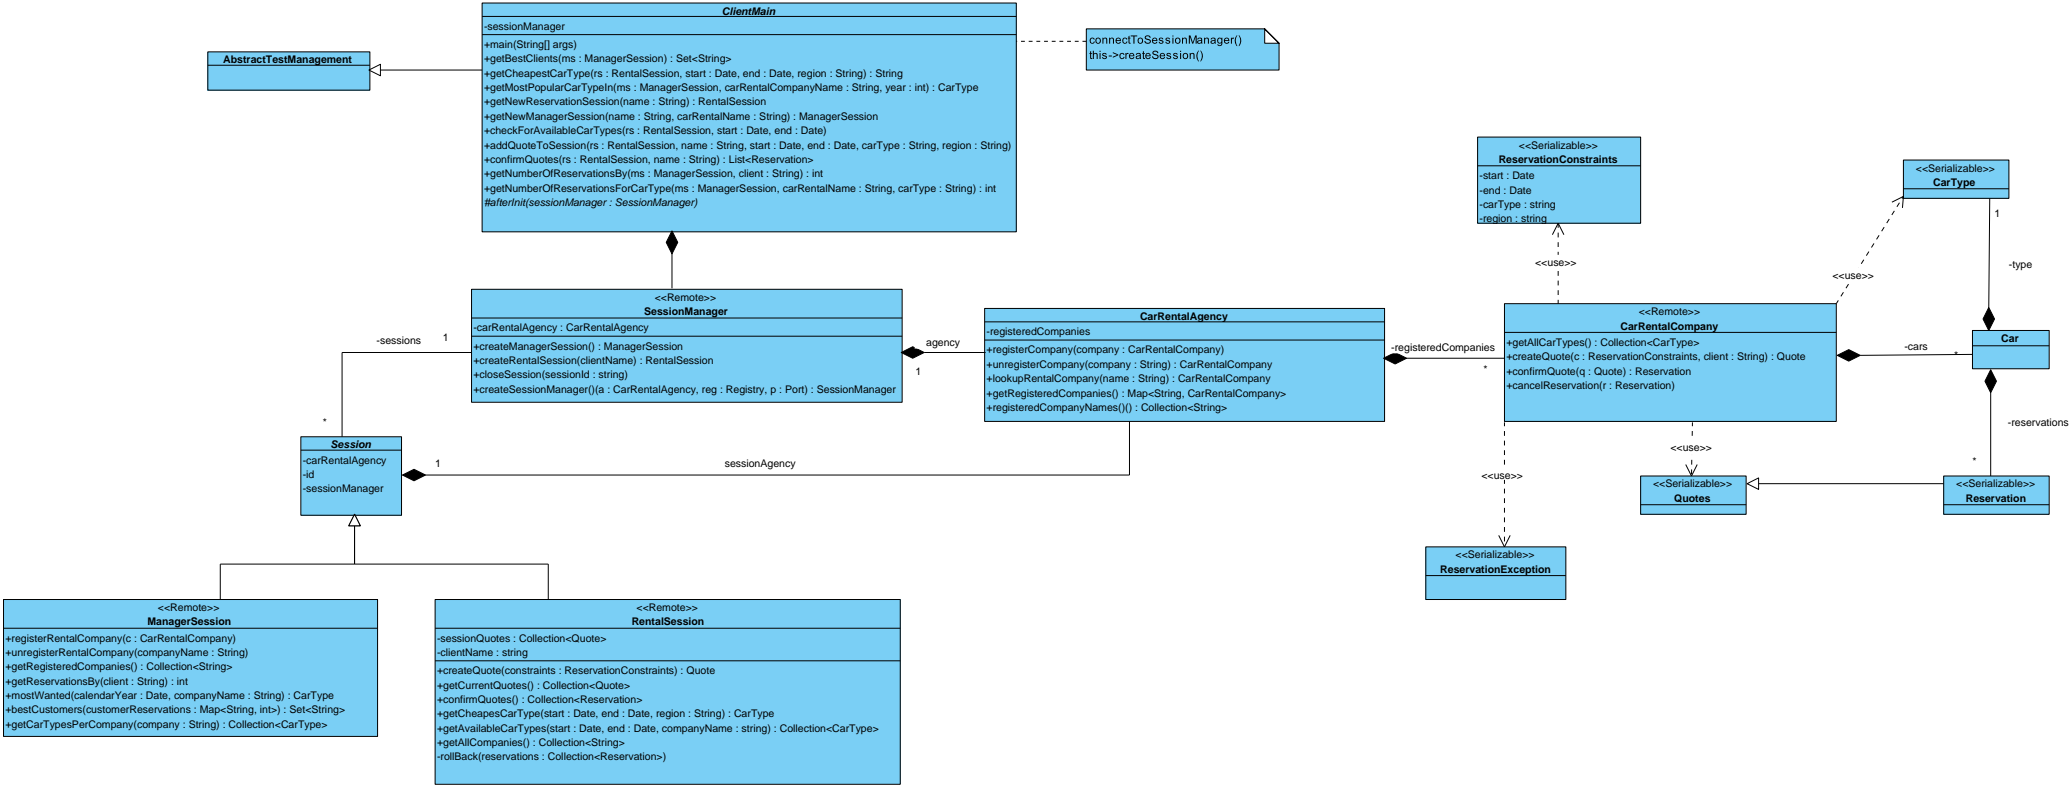 ClientMain
-sessionManager
+main(String[] args)
+getBestClients(ms : ManagerSession) : Set<String>
+getCheapestCarType(rs : RentalSession, start : Date, end : Date, region : String) : String
+getMostPopularCarTypeIn(ms : ManagerSession, carRentalCompanyName : String, year : int) : CarType
+getNewReservationSession(name : String) : RentalSession
+getNewManagerSession(name : String, carRentalName : String) : ManagerSession
+checkForAvailableCarTypes(rs : RentalSession, start : Date, end : Date)
+addQuoteToSession(rs : RentalSession, name : String, start : Date, end : Date, carType : String, region : String)
+confirmQuotes(rs : RentalSession, name : String) : List<Reservation>
+getNumberOfReservationsBy(ms : ManagerSession, client : String) : int
+getNumberOfReservationsForCarType(ms : ManagerSession, carRentalName : String, carType : String) : int
#afterInit(sessionManager : SessionManager)
connectToSessionManager()
this->createSession()
AbstractTestManagement
<<Serializable>>
ReservationConstraints
-start : Date
-end : Date
-carType : string
-region : string
<<Serializable>>
CarType
1
-type
<<use>>
<<use>>
<<Remote>>
SessionManager
-carRentalAgency : CarRentalAgency
+createManagerSession() : ManagerSession
+createRentalSession(clientName) : RentalSession
+closeSession(sessionId : string)
+createSessionManager()(a : CarRentalAgency, reg : Registry, p : Port) : SessionManager
-sessions
1
*
agency
1
CarRentalAgency
-registeredCompanies
+registerCompany(company : CarRentalCompany)
+unregisterCompany(company : String) : CarRentalCompany
+lookupRentalCompany(name : String) : CarRentalCompany
+getRegisteredCompanies() : Map<String, CarRentalCompany>
+registeredCompanyNames()() : Collection<String>
-registeredCompanies
*
<<Remote>>
CarRentalCompany
+getAllCarTypes() : Collection<CarType>
+createQuote(c : ReservationConstraints, client : String) : Quote
+confirmQuote(q : Quote) : Reservation
+cancelReservation(r : Reservation)
-cars
*
Car
-reservations
*
<<use>>
<<use>>
<<Serializable>>
Quotes
<<Serializable>>
Reservation
<<Serializable>>
ReservationException
Session
-carRentalAgency
-id
-sessionManager
1
sessionAgency
<<Remote>>
ManagerSession
+registerRentalCompany(c : CarRentalCompany)
+unregisterRentalCompany(companyName : String)
+getRegisteredCompanies() : Collection<String>
+getReservationsBy(client : String) : int
+mostWanted(calendarYear : Date, companyName : String) : CarType
+bestCustomers(customerReservations : Map<String, int>) : Set<String>
+getCarTypesPerCompany(company : String) : Collection<CarType>
<<Remote>>
RentalSession
-sessionQuotes : Collection<Quote>
-clientName : string
+createQuote(constraints : ReservationConstraints) : Quote
+getCurrentQuotes() : Collection<Quote>
+confirmQuotes() : Collection<Reservation>
+getCheapesCarType(start : Date, end : Date, region : String) : CarType
+getAvailableCarTypes(start : Date, end : Date, companyName : string) : Collection<CarType>
+getAllCompanies() : Collection<String>
-rollBack(reservations : Collection<Reservation>)